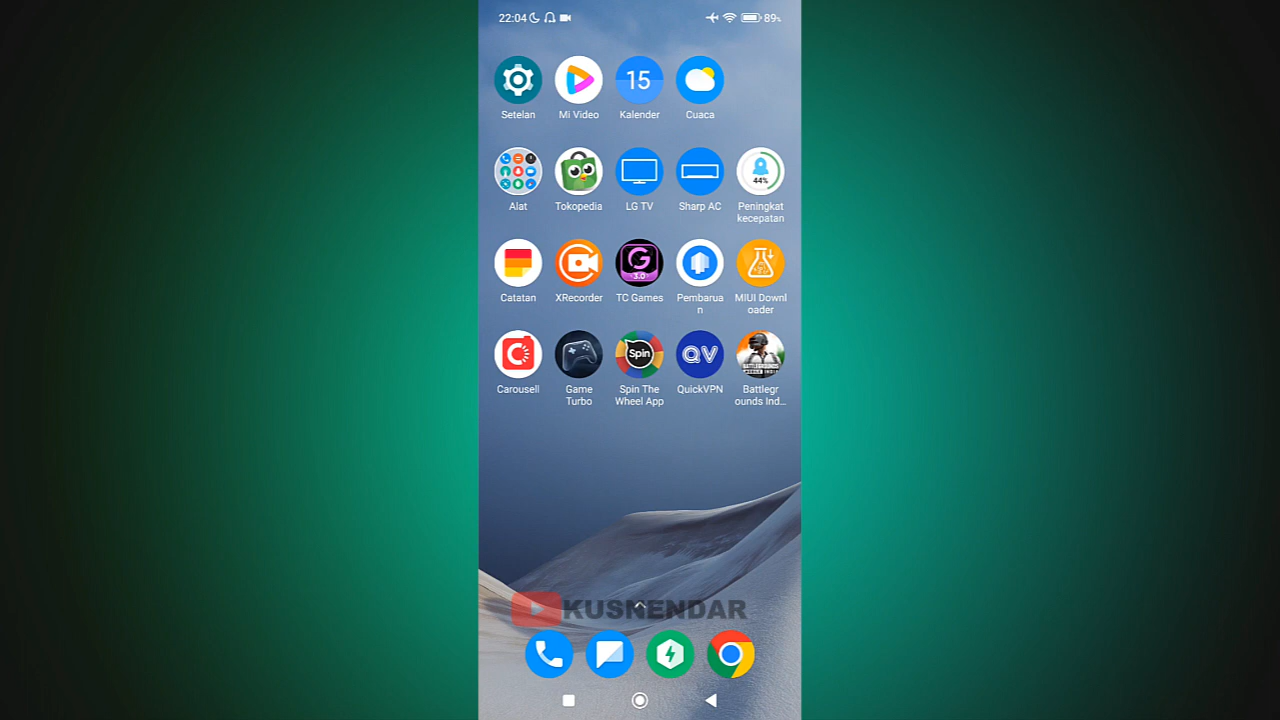 22:04 89%
15
Setelan Mi Video Kalender Cuaca
44%
Alat Tokopedia LG TV Sharp AC Peningkat
kecepatan
G
3.0
Catatan XRecorder TC Games Pembarua MIUI Downl
n oader
C Spin QV
BATTLEGROUNDS
Carousell Game Spin The QuickVPN Battlegr
Turbo Wheel App ounds Ind…
KUSNENDAR